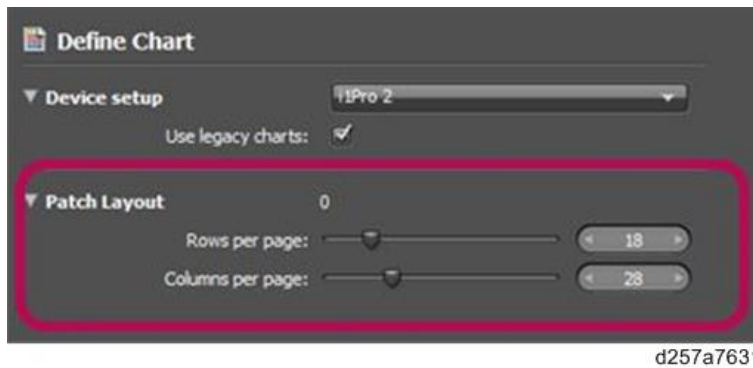 Define Chart
Device setup i1Pro 2
Use legacy charts:
Patch Layout 0
Rows per page: 18
Columns per page: 28
d257a763